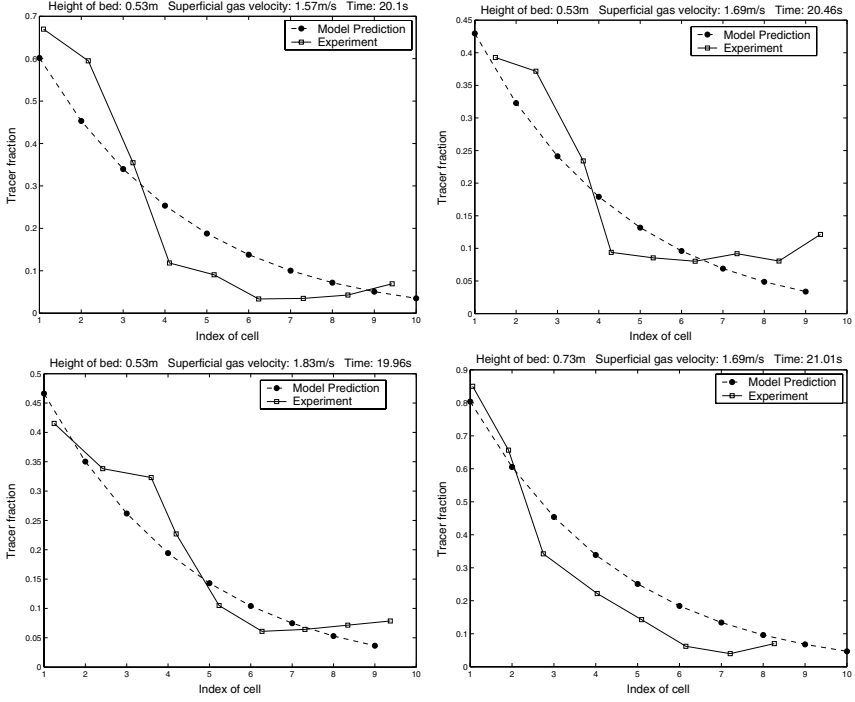 Height of bed: 0.53m Superficial gas velocity: 1.57m/s Time: 20.1s
0.7
0.6
0.5
0.4
0.3
0.2
0.1
0
Tracer fraction
Model Prediction
Experiment
1 2 3 4 5 6 7 8 9 10
Index of cell
Height of bed: 0.53m Superficial gas velocity: 1.69m/s Time: 20.46s
0.45
0.4
0.35
0.3
0.25
0.2
0.15
0.1
0.05
0
Tracer fraction
Model Prediction
Experiment
1 2 3 4 5 6 7 8 9 10
Index of cell
Height of bed: 0.53m Superficial gas velocity: 1.83m/s Time: 19.96s
0.5
0.45
0.4
0.35
0.3
0.25
0.2
0.15
0.1
0.05
0
Tracer fraction
Model Prediction
Experiment
1 2 3 4 5 6 7 8 9 10
Index of cell
Height of bed: 0.73m Superficial gas velocity: 1.69m/s Time: 21.01s
0.9
0.8
0.7
0.6
0.5
0.4
0.3
0.2
0.1
0
Tracer fraction
Model Prediction
Experiment
1 2 3 4 5 6 7 8 9 10
Index of cell